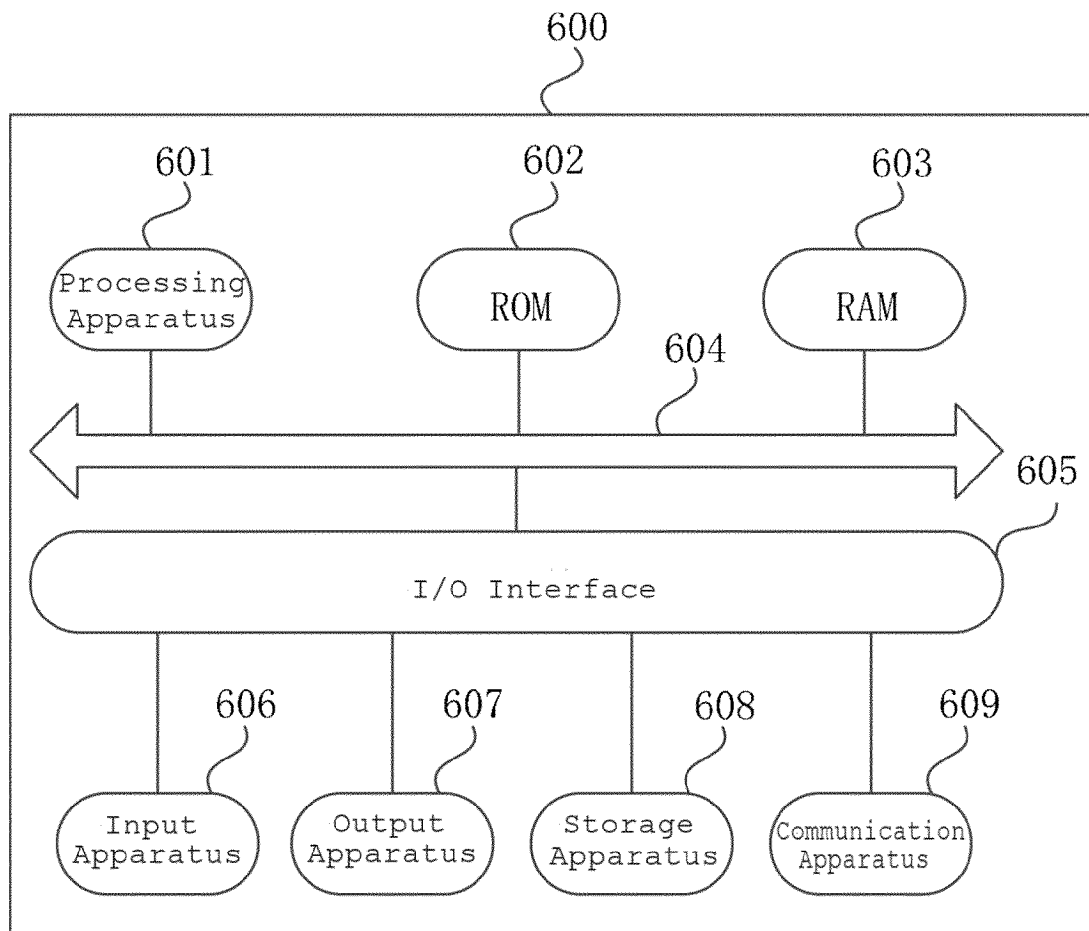 600
601
602
603
Processing
Apparatus
ROM
RAM
604
605
I/O Interface
606
607
608
609
Input
Apparatus
Output
Apparatus
Storage
Apparatus
Communication
Apparatus